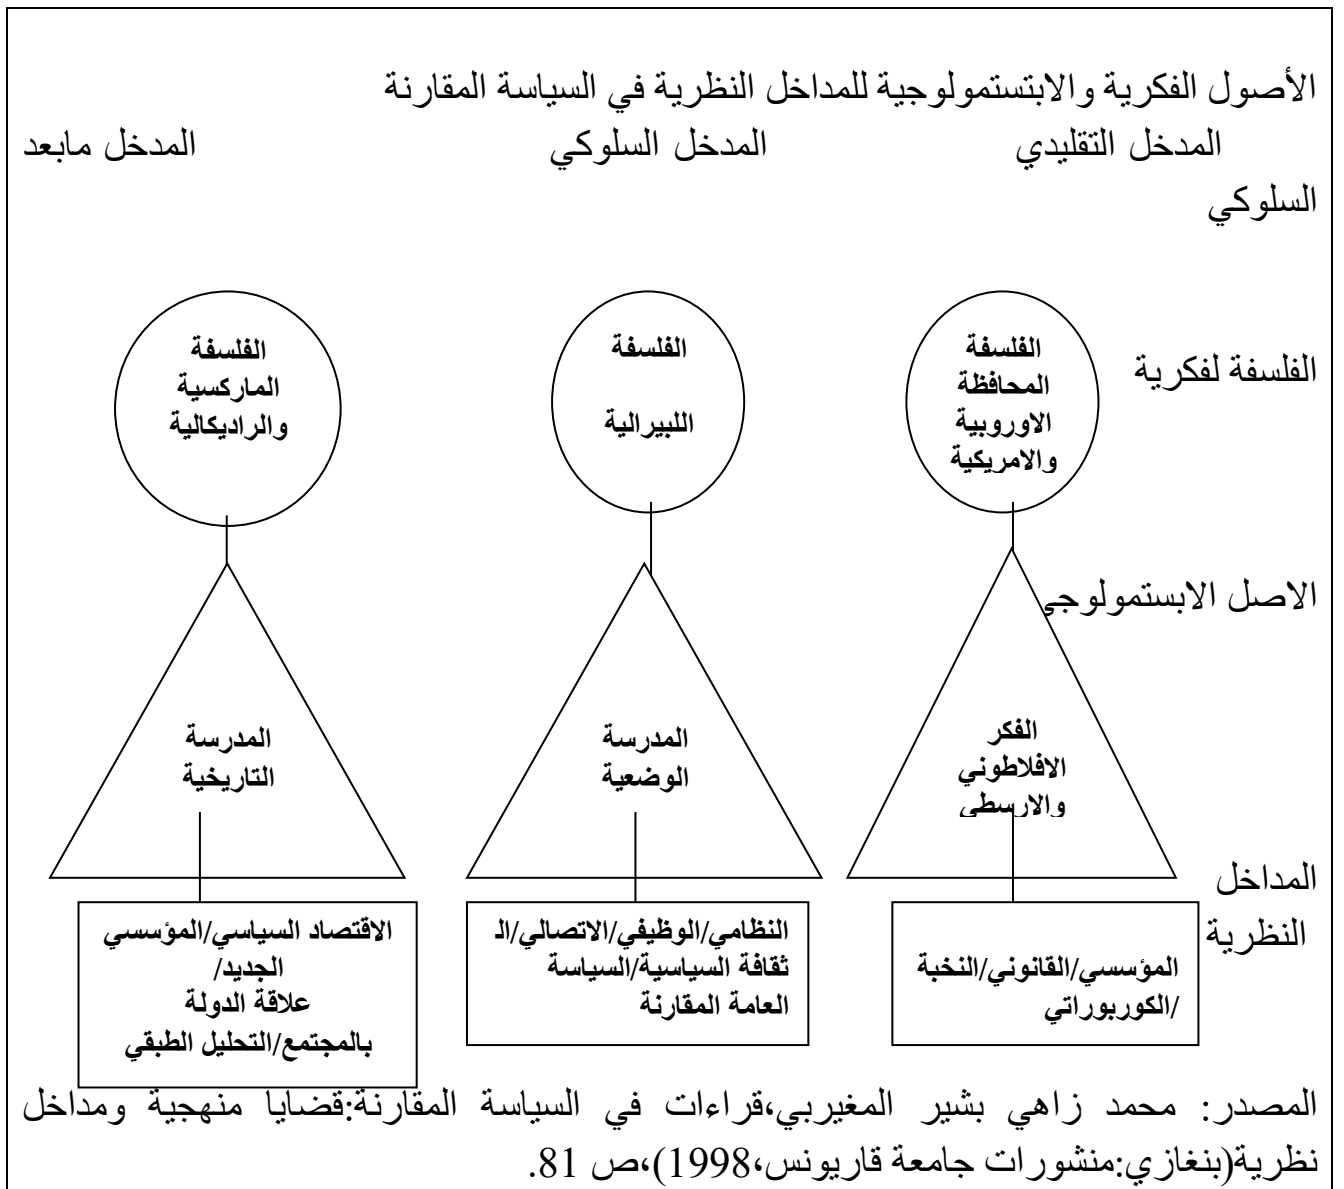 الأصول الفكرية والابتستمولوجية للمداخل النظرية في السياسة المقارنة
المدخل التقليدي المدخل السلوكي المدخل مابعد
السلوكي
الفلسفة لفكرية
الفلسفة
المحافظة
الاوروبية
والامريكية
الفلسفة
الليبرالية
الفلسفة
الماركسية
والراديكالية
الاصل الابستمولوجي
الفكر
الافلاطوني
والارسطي
المدرسة
الوضعية
المدرسة
التاريخية
المداخل
النظرية
المؤسسي/القانوني/النخبة
/الكوربوراتي
النظامي/الوظيفي/الاتصالي/ال
ثقافة السياسية/السياسة
العامة المقارنة
الاقتصاد السياسي/المؤسسي
الجديد/
علاقة الدولة
بالمجتمع/التحليل الطبقي
المصدر: محمد زاهي بشير المغيربي،قراءات في السياسة المقارنة:قضايا منهجية ومداخل
نظرية(بنغازي:منشورات جامعة قاريونس،1998)،ص 81.